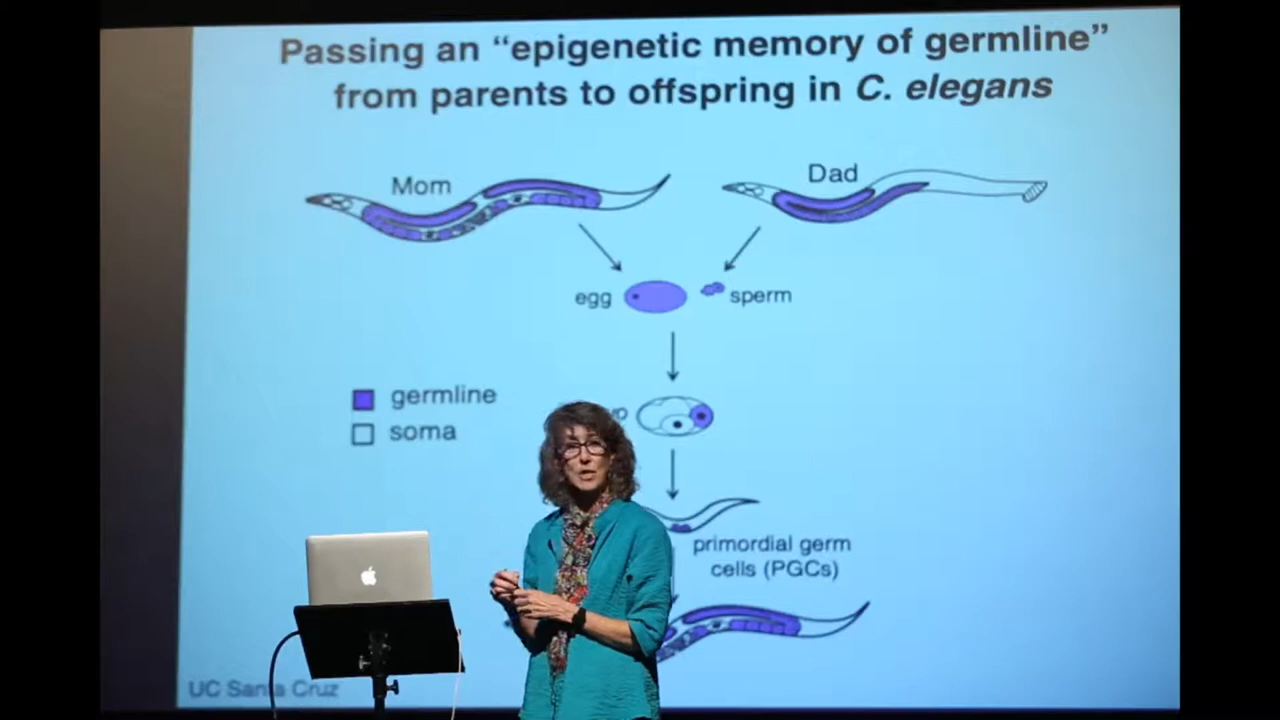 Passing an “epigenetic memory of germline”
from parents to offspring in C. elegans
Mom
Dad
egg
sperm
germline
soma
primordial germ
cells (PGCs)
UC Santa Cruz